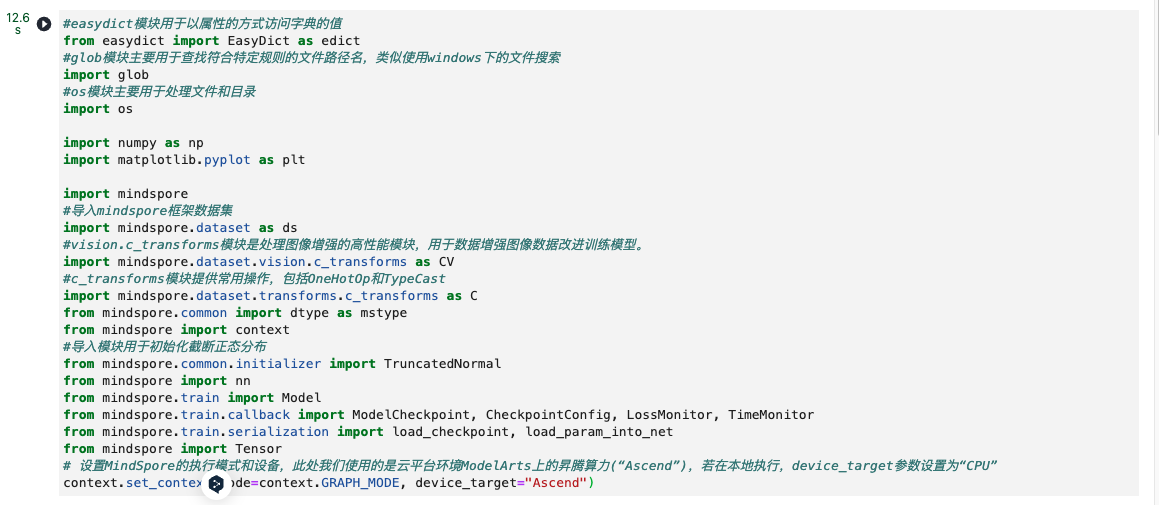 12.6
s
#easydict模块用于以属性的方式访问字典的值
from easydict import EasyDict as edict
#glob模块主要用于查找符合特定规则的文件路径名，类似使用windows下的文件搜索
import glob
#os模块主要用于处理文件和目录
import os
import numpy as np
import matplotlib.pyplot as plt
import mindspore
#导入mindspore框架数据集
import mindspore.dataset as ds
#vision.c_transforms模块是处理图像增强的高性能模块，用于数据增强图像数据改进训练模型。
import mindspore.dataset.vision.c_transforms as CV
#c_transforms模块提供常用操作，包括OneHotOp和TypeCast
import mindspore.dataset.transforms.c_transforms as C
from mindspore.common import dtype as mstype
from mindspore import context
#导入模块用于初始化截断正态分布
from mindspore.common.initializer import TruncatedNormal
from mindspore import nn
from mindspore.train import Model
from mindspore.train.callback import ModelCheckpoint, CheckpointConfig, LossMonitor, TimeMonitor
from mindspore.train.serialization import load_checkpoint, load_param_into_net
from mindspore import Tensor
# 设置MindSpore的执行模式和设备，此处我们使用的是云平台环境ModelArts上的昇腾算力(“Ascend”)，若在本地执行，device_target参数设置为“CPU”
context.set_contex ode=context.GRAPH_MODE, device_target="Ascend")